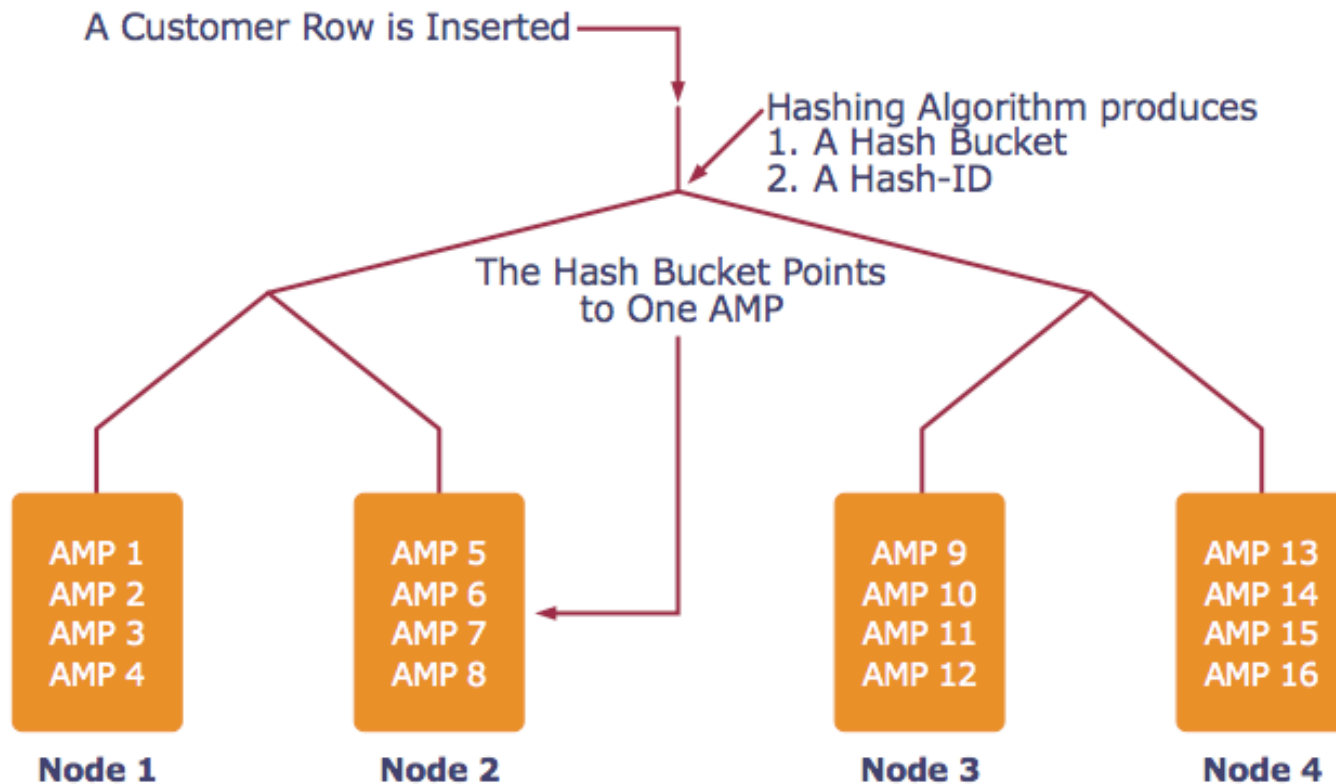 A Customer Row is Inserted
Hashing Algorithm produces
1. A Hash Bucket
2. A Hash-ID
The Hash Bucket Points
to One AMP
AMP 1
AMP 2
AMP 3
AMP 4
Node 1
AMP 5
AMP 6
AMP 7
AMP 8
Node 2
AMP 9
AMP 10
AMP 11
AMP 12
Node 3
AMP 13
AMP 14
AMP 15
AMP 16
Node 4